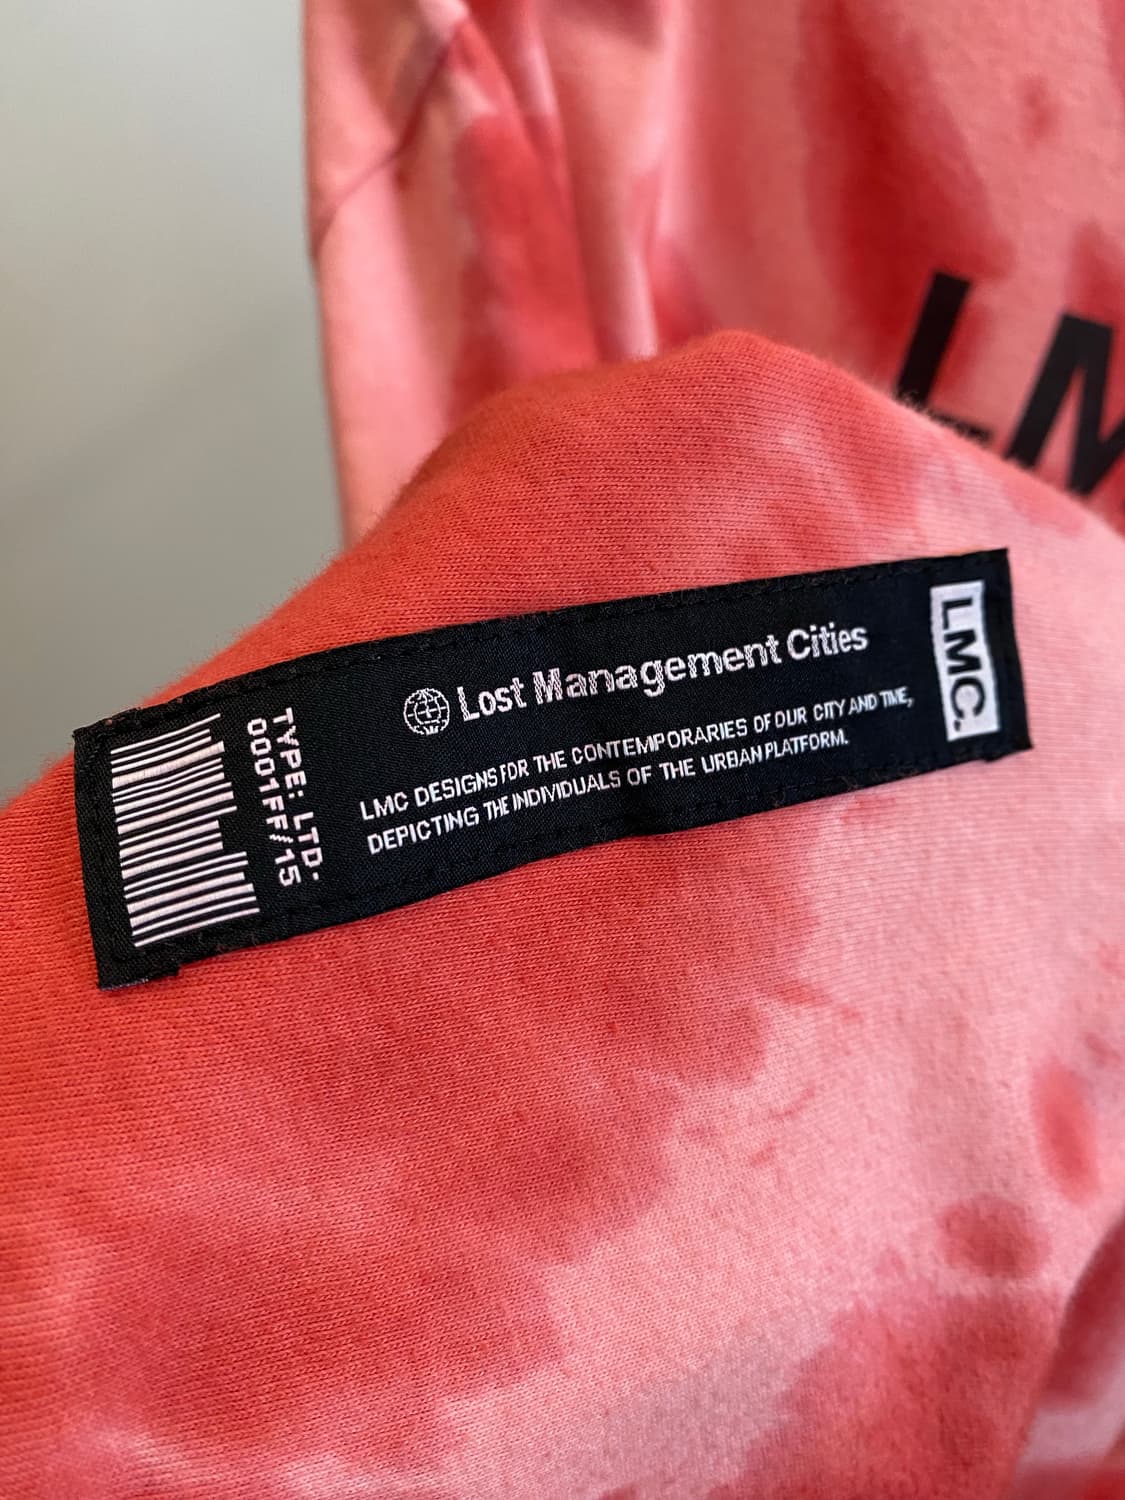 LM
Lost Management Cities
LMC DESIGNS FOR THE CONTEMPORARIES OF OUR CITY AND TIME,
DEPICTING THE INDIVIDUALS OF THE URBAN PLATFORM.
TYPE: LTD.
0001FF/15
LMC.